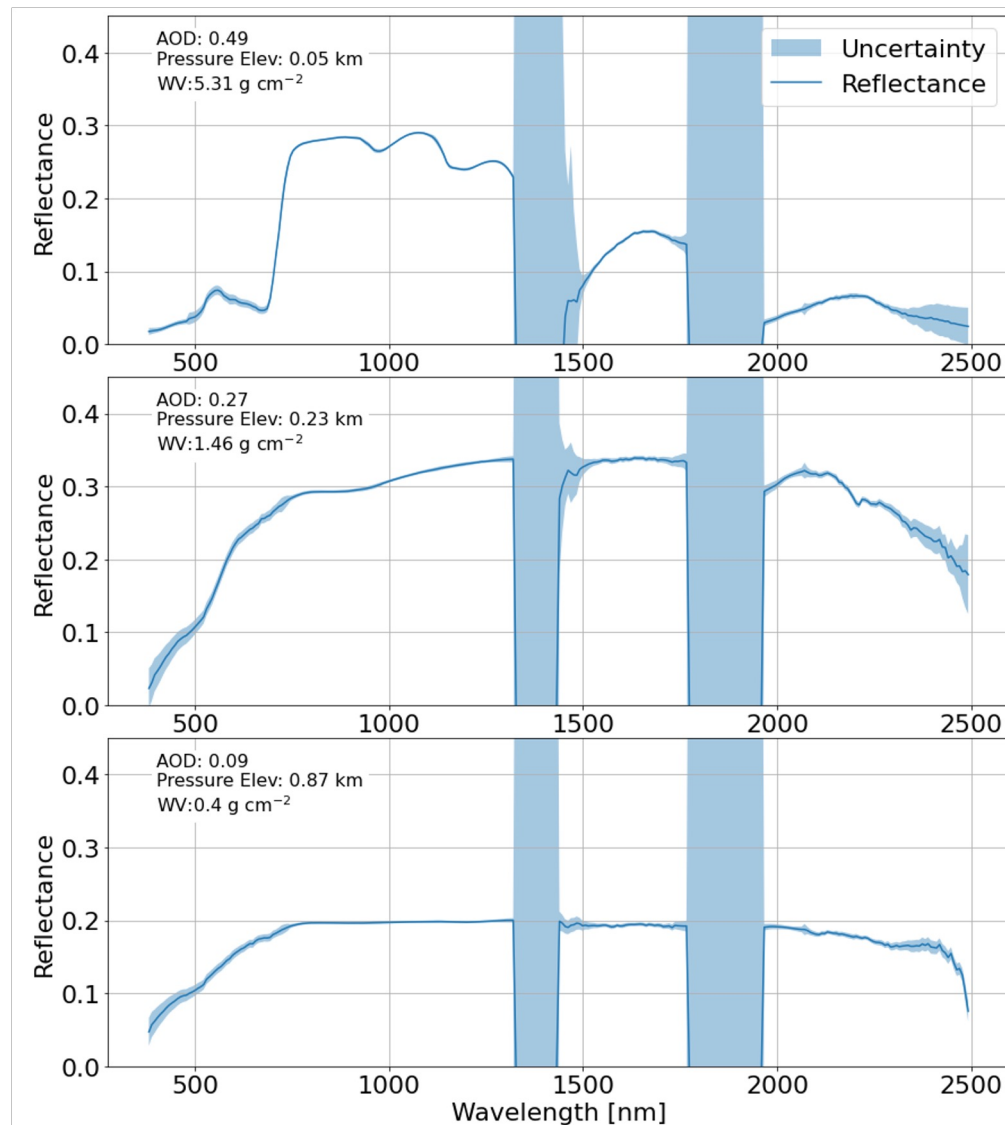 AOD: 0.49
Pressure Elev: 0.05 km
WV:5.31 g cm⁻²
Uncertainty
Reflectance
Reflectance
0.4
0.3
0.2
0.1
0.0
500 1000 1500 2000 2500
AOD: 0.27
Pressure Elev: 0.23 km
WV:1.46 g cm⁻²
Reflectance
0.4
0.3
0.2
0.1
0.0
500 1000 1500 2000 2500
AOD: 0.09
Pressure Elev: 0.87 km
WV:0.4 g cm⁻²
Reflectance
0.4
0.3
0.2
0.1
0.0
500 1000 1500 2000 2500
Wavelength [nm]